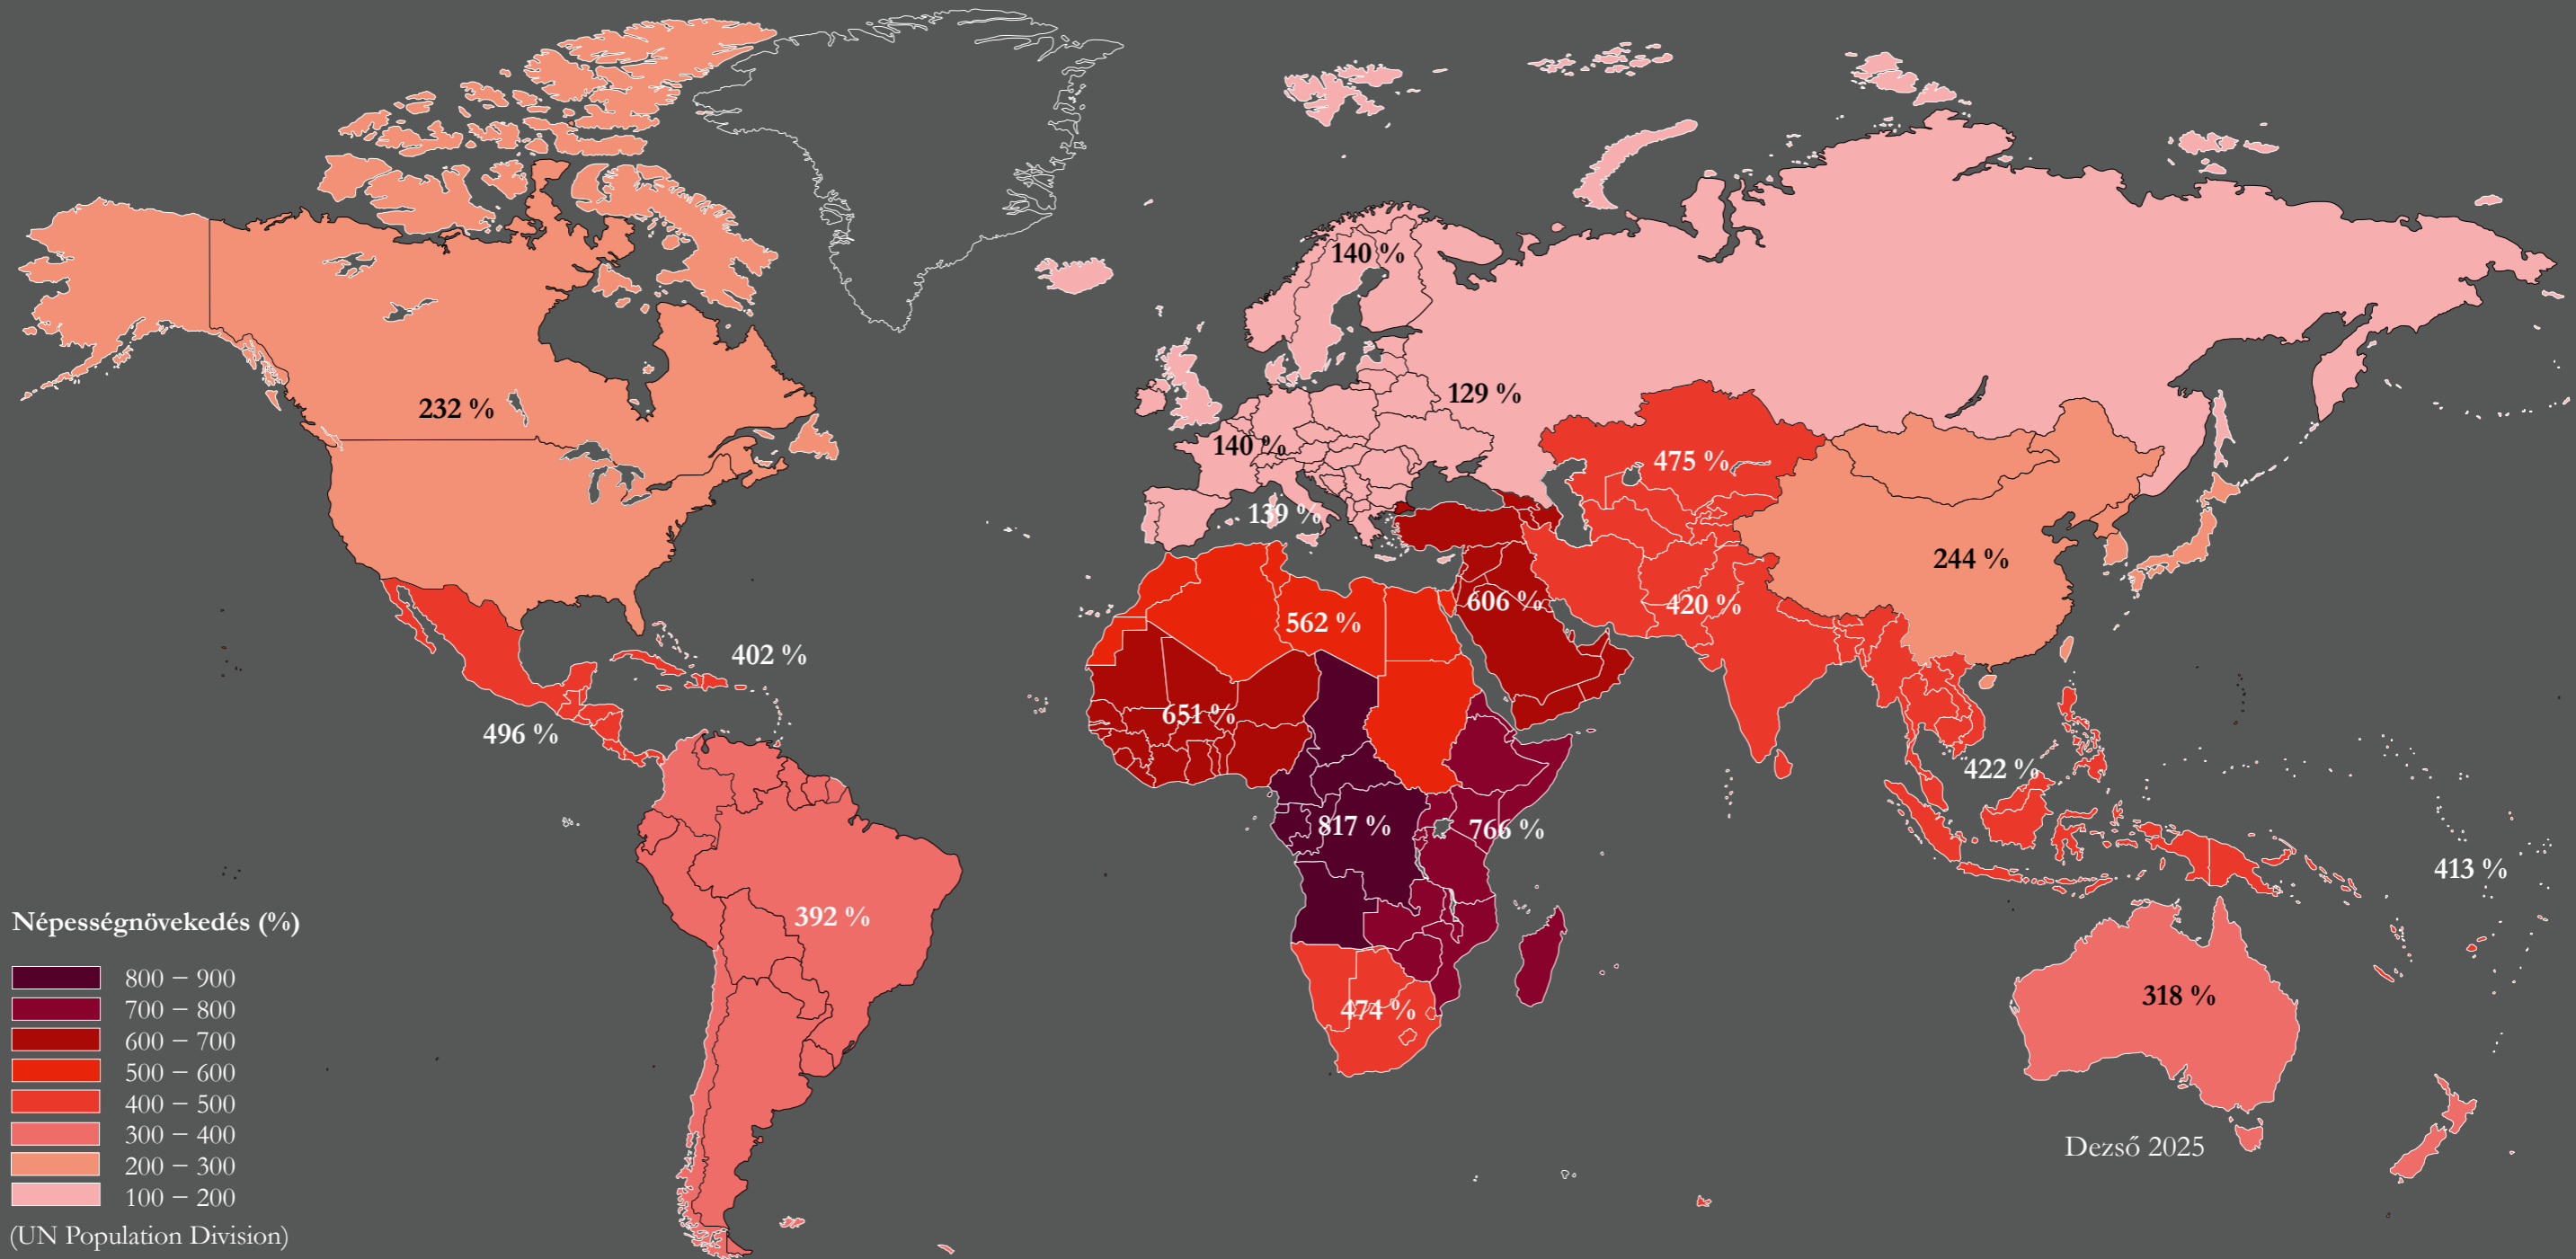 140 %
129 %
232 %
140 %
475 %
139 %
244 %
606 %
420 %
562 %
402 %
651 %
496 %
422 %
817 %
766 %
413 %
392 %
474 %
318 %
Népességnövekedés (%)
800 – 900
700 – 800
600 – 700
500 – 600
400 – 500
300 – 400
200 – 300
100 – 200
(UN Population Division)
Dezső 2025